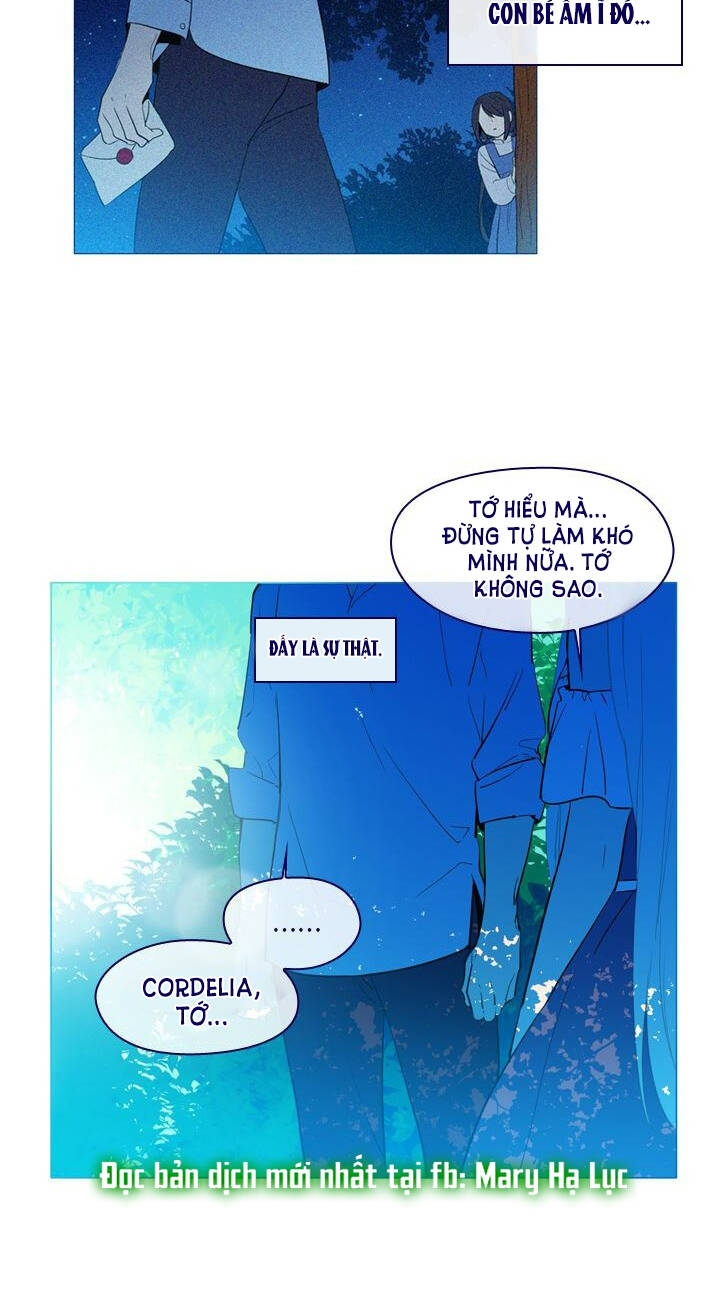 CON BÉ ẦM Ĩ ĐÓ...
TỚ HIỂU MÀ...
ĐỪNG TỰ LÀM KHÓ
MÌNH NỮA. TỚ
KHÔNG SAO.
ĐẤY LÀ SỰ THẬT.
......
CORDELIA,
TỚ...
Đọc bản dịch mới nhất tại fb: Mary Hạ Lục